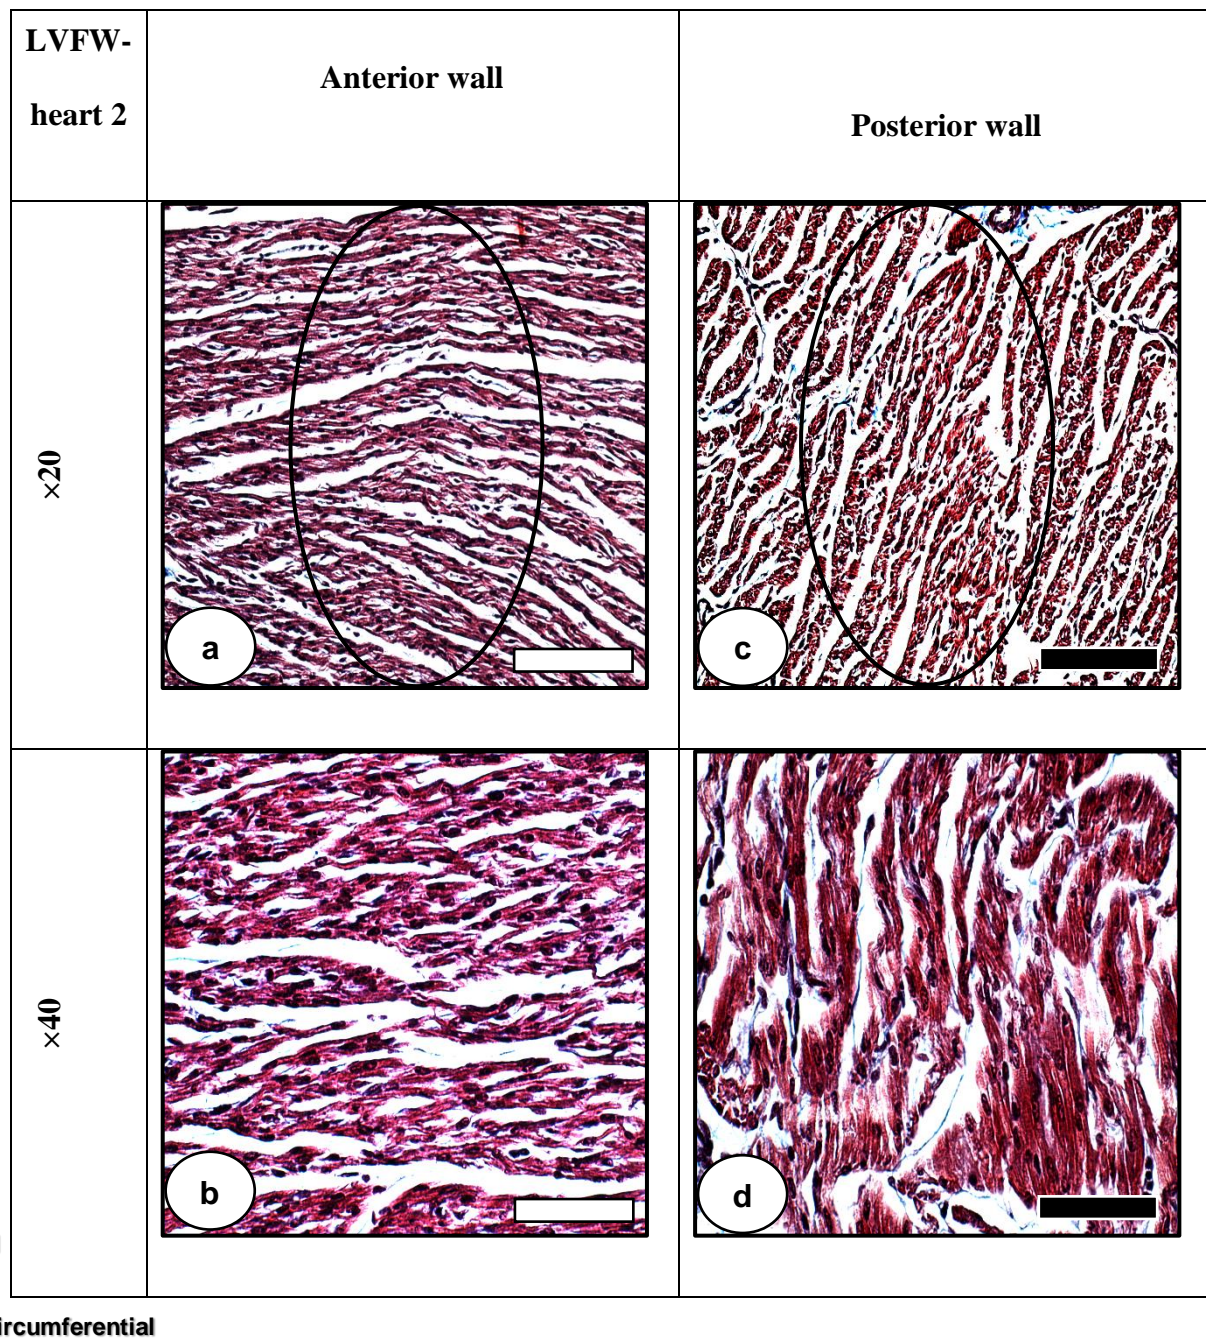 LVFW-
heart 2
Anterior wall
Posterior wall
×20
a
c
×40
b
d
ircumferential